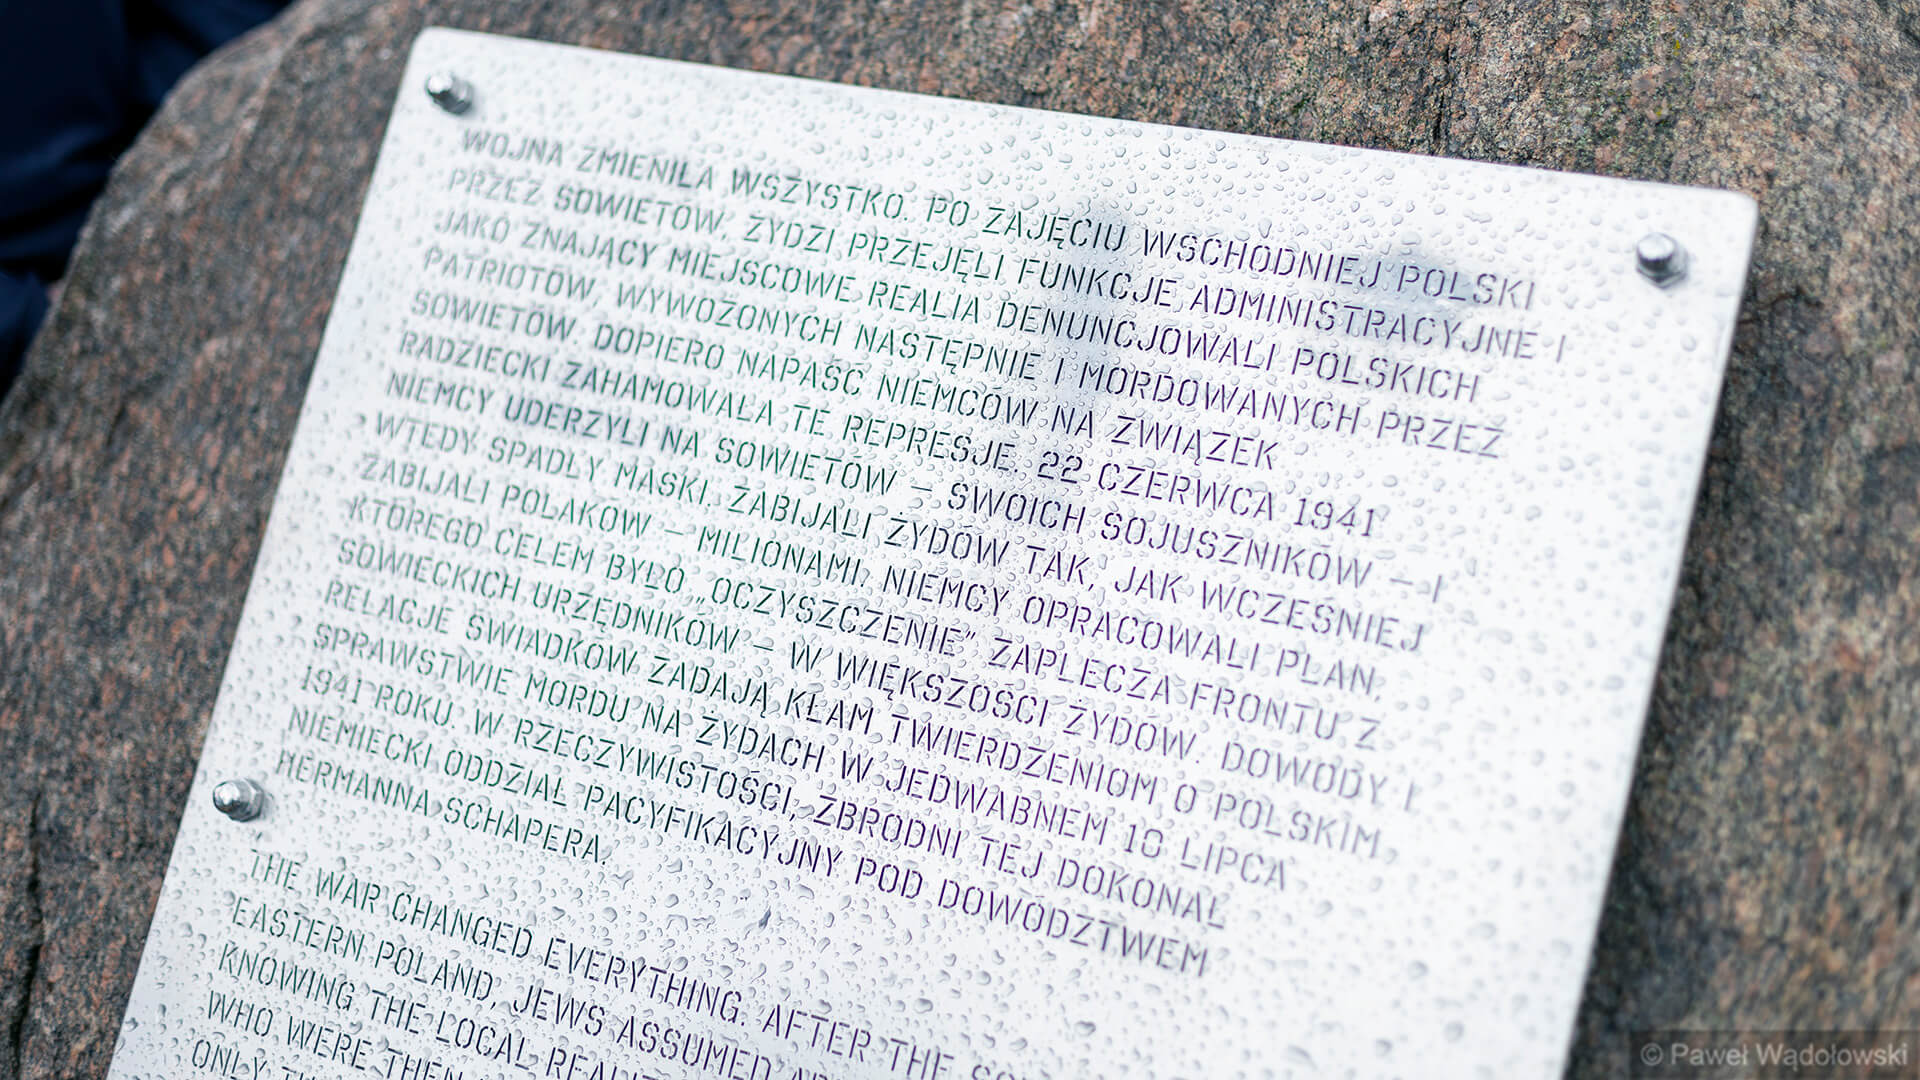 WOJNA ZMIENIŁA WSZYSTKO. PO ZAJĘCIU WSCHODNIEJ POLSKI
PRZEZ SOWIETÓW, ŻYDZI PRZEJĘLI FUNKCJE ADMINISTRACYJNE I
JAKO ZNAJĄCY MIEJSCOWE REALIA DENUNCJOWALI POLSKICH
PATRIOTÓW, WYWOŻONYCH NASTĘPNIE I MORDOWANYCH PRZEZ
SOWIETÓW. DOPIERO NAPAŚĆ NIEMCÓW NA ZWIĄZEK
RADZIECKI ZAHAMOWAŁA TE REPRESJE. 22 CZERWCA 1941
NIEMCY UDERZYLI NA SOWIETÓW – SWOICH SOJUSZNIKÓW – I
WTEDY SPADŁY MASKI. ZABIJALI ŻYDÓW TAK, JAK WCZEŚNIEJ
ZABIJALI POLAKÓW – MILIONAMI. NIEMCY OPRACOWALI PLAN,
KTÓREGO CELEM BYŁO „OCZYSZCZENIE” ZAPLECZA FRONTU Z
SOWIECKICH URZĘDNIKÓW – W WIĘKSZOŚCI ŻYDÓW. DOWODY I
RELACJE ŚWIADKÓW ZADAJĄ KŁAM TWIERDZENIOM O POLSKIM
SPRAWSTWIE MORDU NA ŻYDACH W JEDWABNEM 10 LIPCA
1941 ROKU. W RZECZYWISTOŚCI, ZBRODNI TEJ DOKONAŁ
NIEMIECKI ODDZIAŁ PACYFIKACYJNY POD DOWÓDZTWEM
HERMANNA SCHAPERA.
THE WAR CHANGED EVERYTHING. AFTER THE
EASTERN POLAND, JEWS ASSUMED
KNOWING THE LOCAL
WHO WERE THEN
ONLY
© Paweł Wądołowski